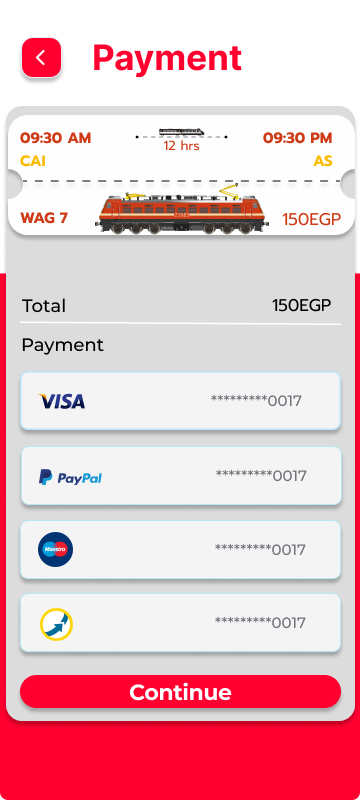 Payment
09:30 AM
09:30 PM
12 hrs
CAI
AS
WAG 7
150EGP
Total
150EGP
Payment
VISA
*********0017
PayPal
*********0017
Maestro
*********0017
*********0017
Continue